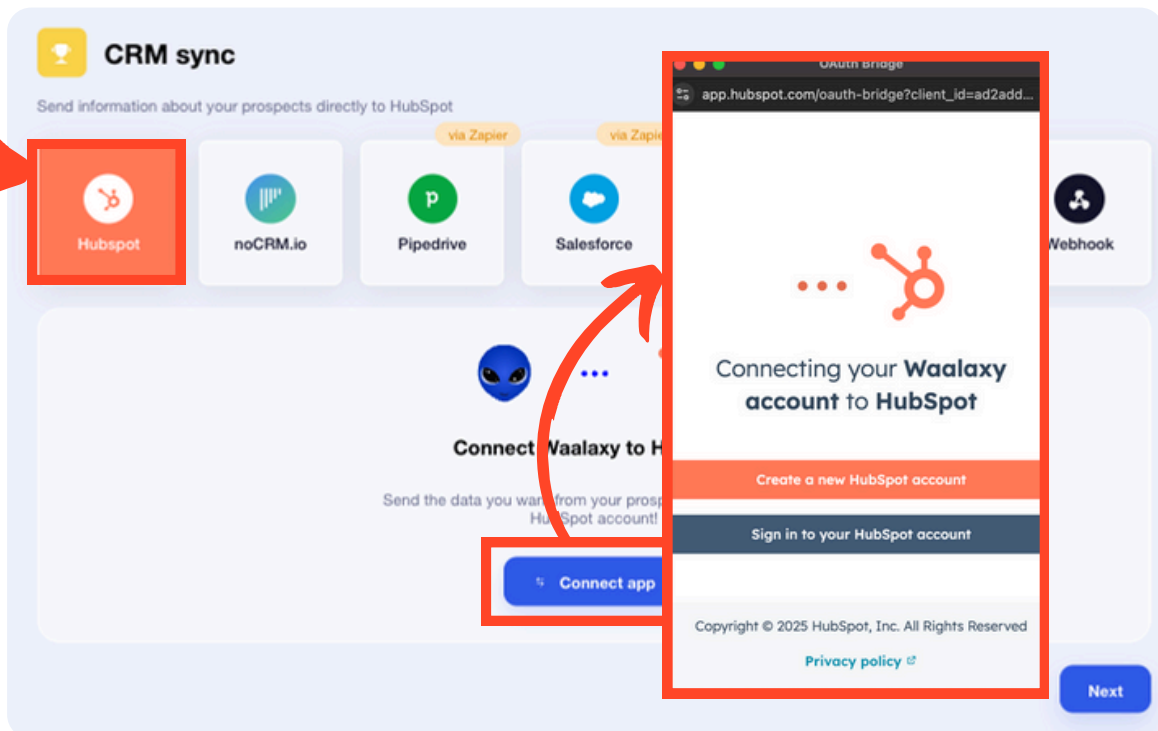 CRM sync
Send information about your prospects directly to HubSpot
via Zapier
via Zapie
Hubspot
noCRM.io
Pipedrive
Salesforce
Webhook
Connect Waalaxy to H
Send the data you want from your prosp
HubSpot account!
Connect app
OAuth Bridge
app.hubspot.com/oauth-bridge?client_id=ad2add...
Connecting your Waalaxy
account to HubSpot
Create a new HubSpot account
Sign in to your HubSpot account
Copyright © 2025 HubSpot, Inc. All Rights Reserved
Privacy policy
Next